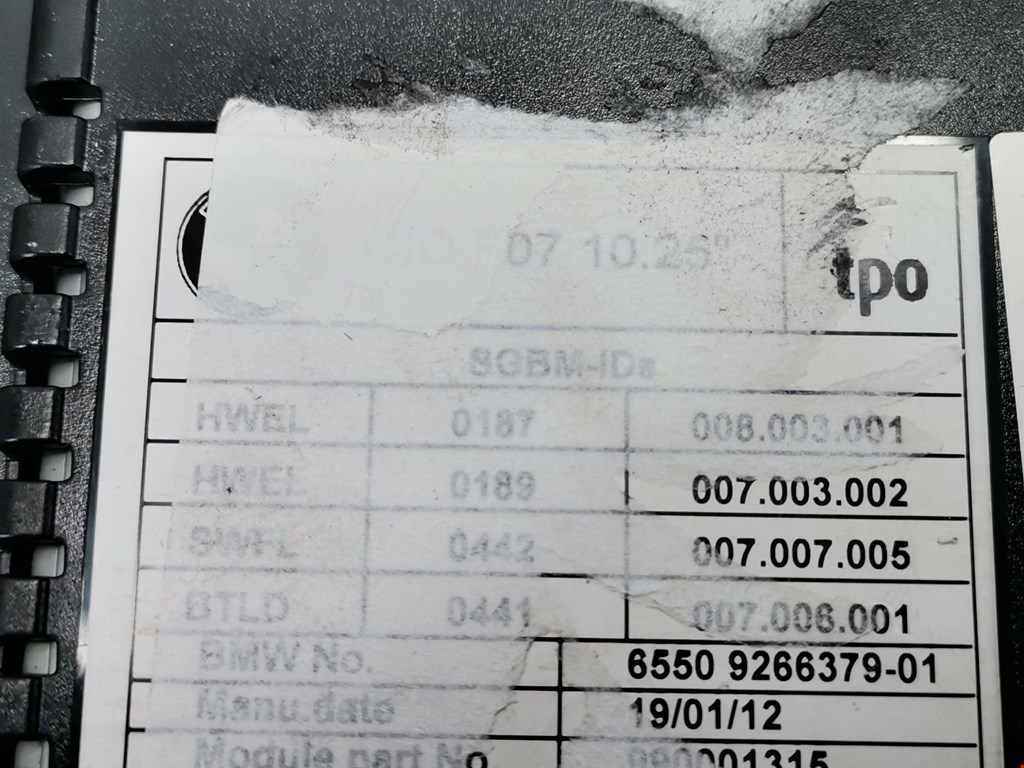 07 10.25"
tpo
SGBM-IDs
HWEL 0187 008.003.001
HWEL 0189 007.003.002
SWFL 0442 007.007.005
BTLD 0441 007.006.001
BMW No. 6550 9266379-01
Manu.date 19/01/12
Module part No